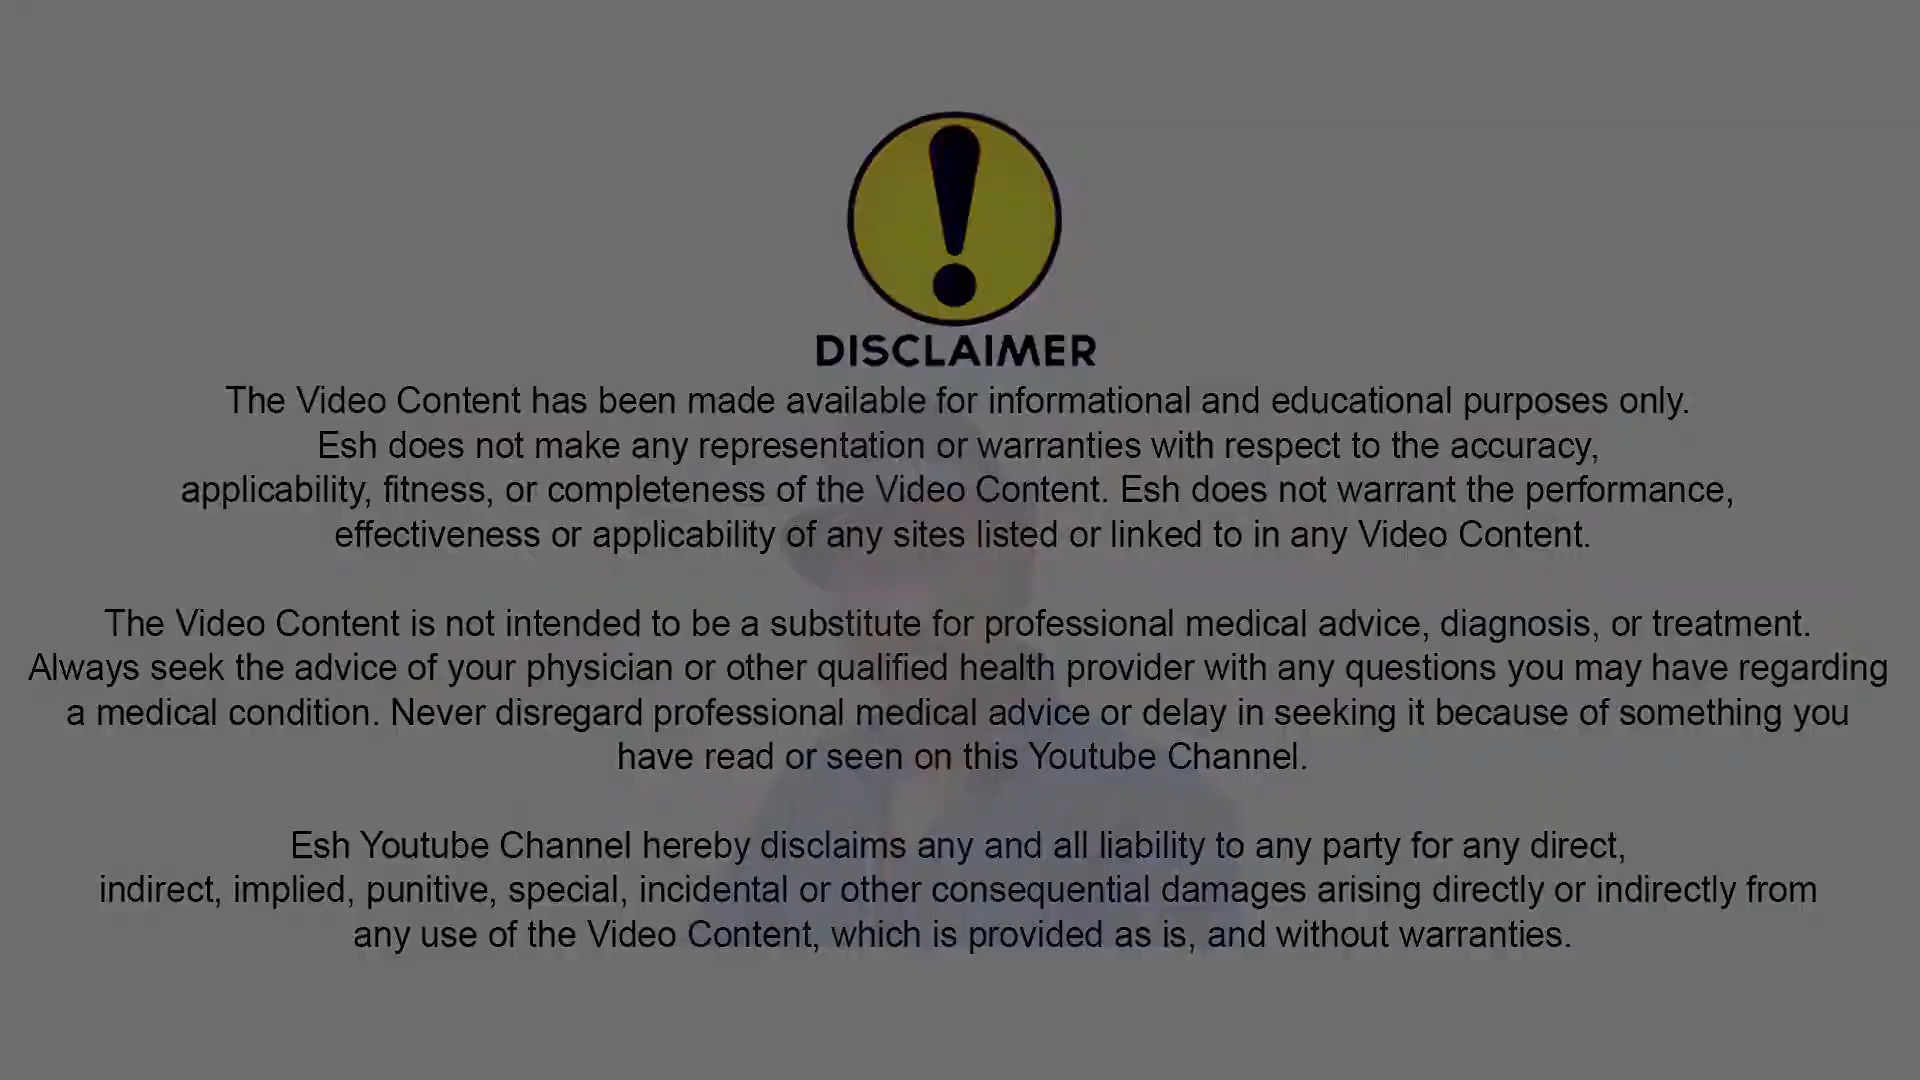 DISCLAIMER
The Video Content has been made available for informational and educational purposes only.
Esh does not make any representation or warranties with respect to the accuracy,
applicability, fitness, or completeness of the Video Content. Esh does not warrant the performance,
effectiveness or applicability of any sites listed or linked to in any Video Content.
The Video Content is not intended to be a substitute for professional medical advice, diagnosis, or treatment.
Always seek the advice of your physician or other qualified health provider with any questions you may have regarding
a medical condition. Never disregard professional medical advice or delay in seeking it because of something you
have read or seen on this Youtube Channel.
Esh Youtube Channel hereby disclaims any and all liability to any party for any direct,
indirect, implied, punitive, special, incidental or other consequential damages arising directly or indirectly from
any use of the Video Content, which is provided as is, and without warranties.